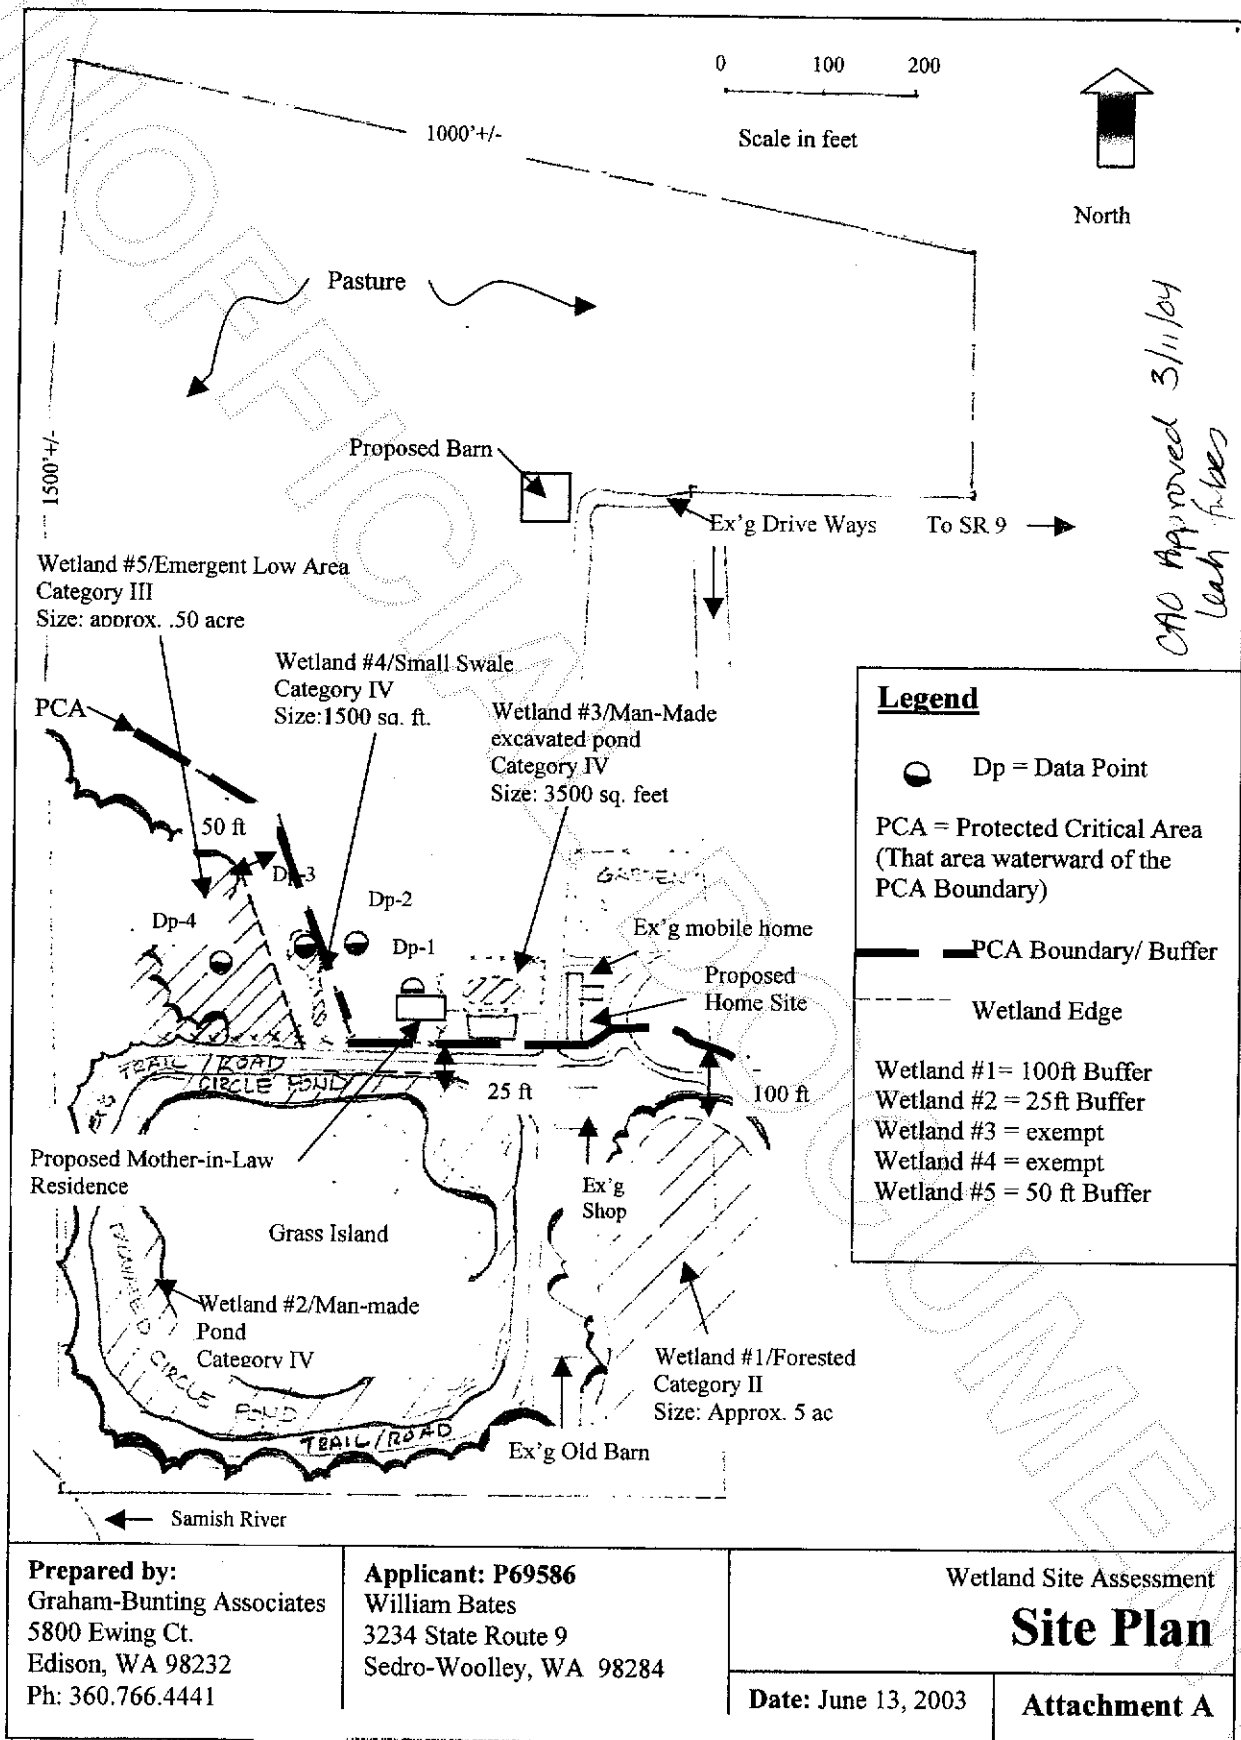 0 100 200
Scale in feet
North
1000'+/-
Pasture
1500'+/-
CAO Approved 3/11/04
Leah
Proposed Barn
Ex'g Drive Ways
To SR 9
Wetland #5/Emergent Low Area
Category III
Size: approx. .50 acre
Wetland #4/Small Swale
Category IV
Size:1500 sq. ft.
Wetland #3/Man-Made
excavated pond
Category IV
Size: 3500 sq. feet
PCA
50 ft
Dp-3
Dp-2
Dp-4
Dp-1
GARDEN
Ex'g mobile home
Proposed
Home Site
Legend
Dp = Data Point
PCA = Protected Critical Area
(That area waterward of the
PCA Boundary)
PCA Boundary/ Buffer
Wetland Edge
Wetland #1= 100ft Buffer
Wetland #2 = 25ft Buffer
Wetland #3 = exempt
Wetland #4 = exempt
Wetland #5 = 50 ft Buffer
TRAIL / ROAD
CIRCLE POND
25 ft
100 ft
Proposed Mother-in-Law
Residence
Ex'g
Shop
Grass Island
Wetland #2/Man-made
Pond
Category IV
CIRCLE POND
TRAIL/ROAD
Wetland #1/Forested
Category II
Size: Approx. 5 ac
Ex'g Old Barn
Samish River
Prepared by:
Graham-Bunting Associates
5800 Ewing Ct.
Edison, WA 98232
Ph: 360.766.4441
Applicant: P69586
William Bates
3234 State Route 9
Sedro-Woolley, WA 98284
Wetland Site Assessment
Site Plan
Date: June 13, 2003
Attachment A
UNOFFICIAL DOCUMENT